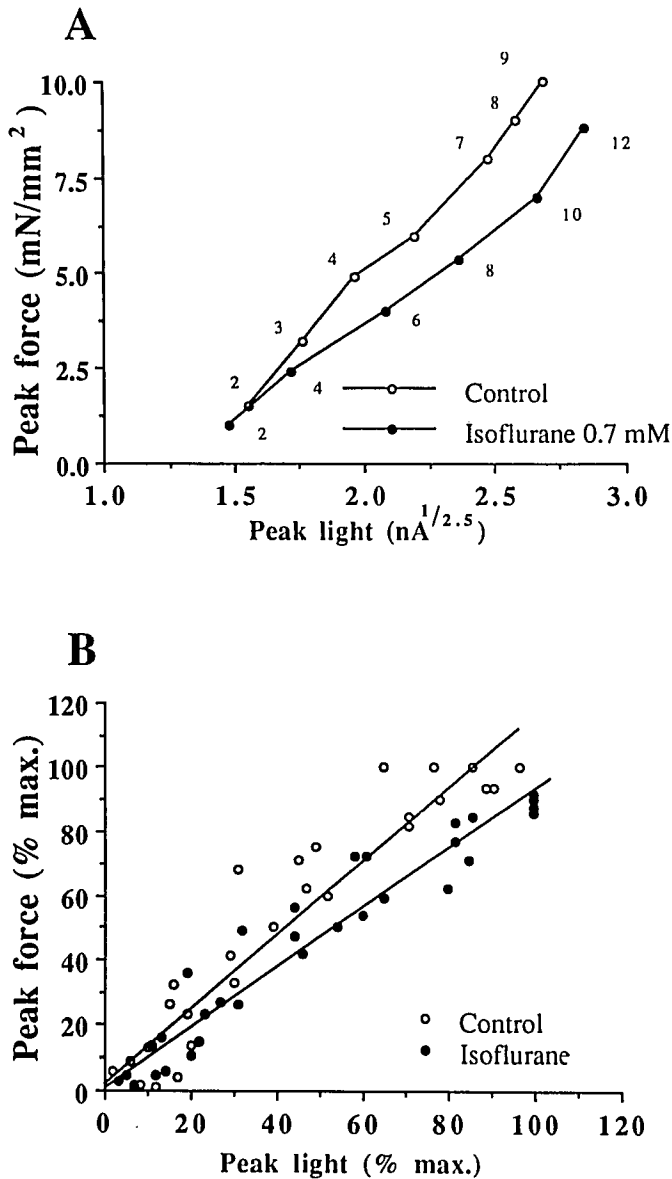 A
Peak force (mN/mm2)
10.0
7.5
5.0
2.5
0.0
9
8
7
5
4
3
2
12
10
8
6
4
2
Control
Isoflurane 0.7 mM
1.0 1.5 2.0 2.5 3.0
Peak light (nA1/2.5)
B
Peak force (% max.)
120
100
80
60
40
20
0
Control
Isoflurane
0 20 40 60 80 100 120
Peak light (% max.)